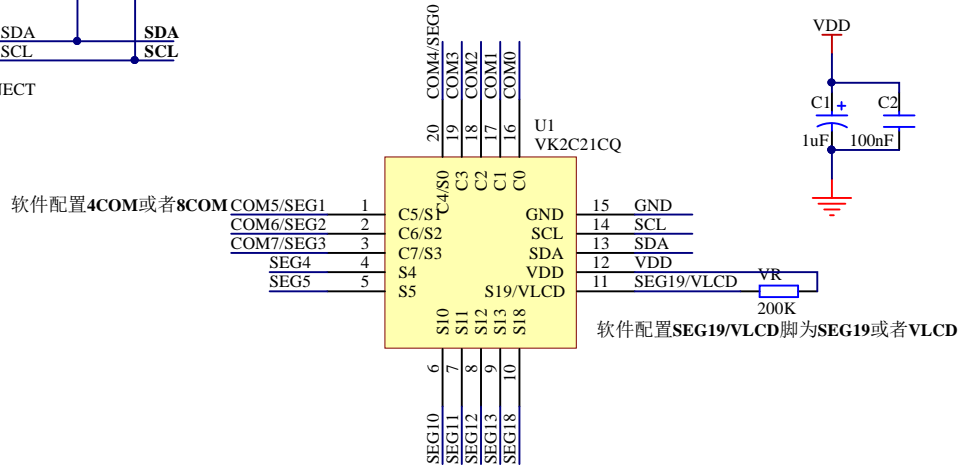 SDA
SDA
SCL
SCL
NECT
COM4/SEG0
COM3
COM2
COM1
COM0
20
19
18
17
16
U1
VK2C21CQ
VDD
C1
+
C2
1uF
100nF
C4/S0
C3
C2
C1
C0
软件配置4COM或者8COM
COM5/SEG1
1
C5/S1
GND
15
GND
COM6/SEG2
2
C6/S2
SCL
14
SCL
COM7/SEG3
3
C7/S3
SDA
13
SDA
SEG4
4
S4
VDD
12
VDD
SEG5
5
S5
S19/VLCD
11
SEG19/VLCD
VR
200K
软件配置SEG19/VLCD脚为SEG19或者VLCD
S10
S11
S12
S13
S18
6
7
8
9
10
SEG10
SEG11
SEG12
SEG13
SEG18